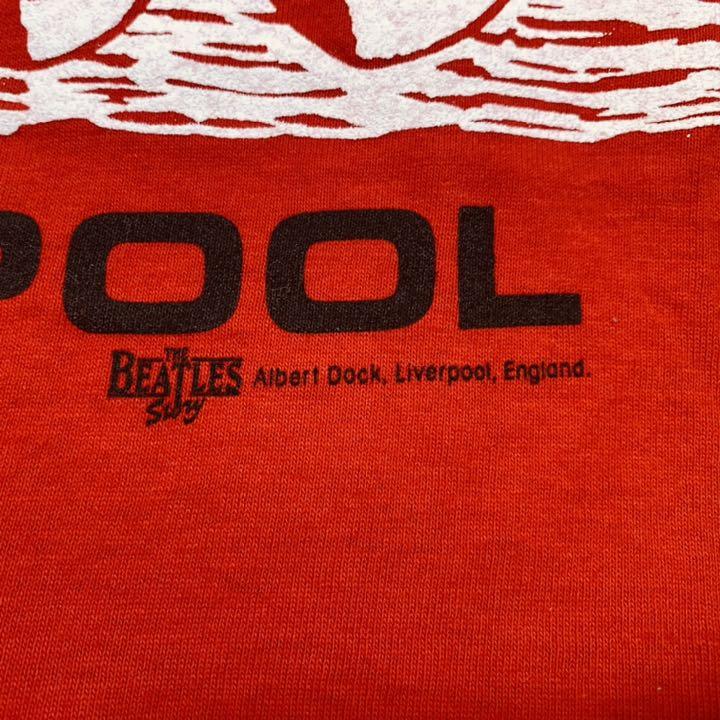 POOL
THE
BEATLES
Story
Albert Dock, Liverpool, England.